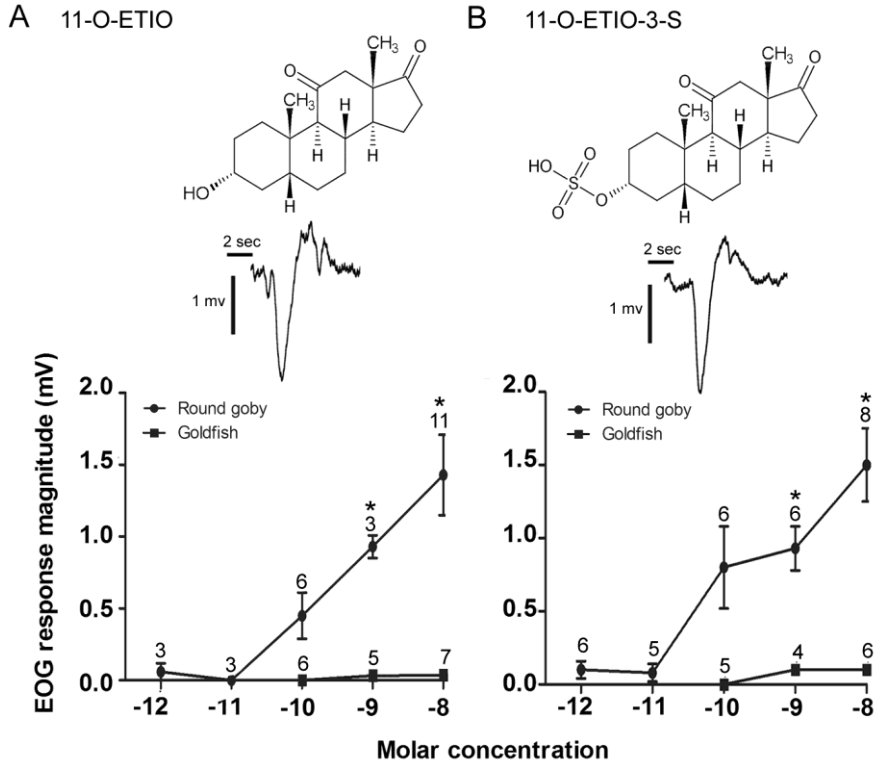 A 11-O-ETIO
CH3
O
O
CH3
H
H
H
HO
H
2 sec
1 mv
EOG response magnitude (mV)
2.0
1.5
1.0
0.5
0.0
Round goby
Goldfish
*
11
*
3
6
3
3
6
5
7
-12 -11 -10 -9 -8
B 11-O-ETIO-3-S
CH3
O
O
CH3
H
H
H
HO
O
S
O
O
H
2 sec
1 mv
2.0
1.5
1.0
0.5
0.0
Round goby
Goldfish
*
8
*
6
6
6
5
5
4
6
-12 -11 -10 -9 -8
Molar concentration